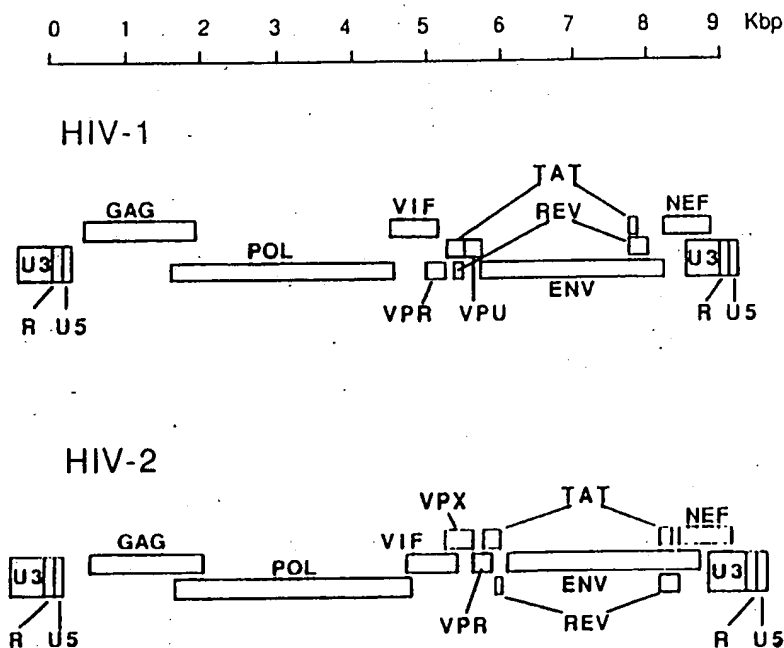 0 1 2 3 4 5 6 7 8 9 Kbp
HIV-1
TAT
GAG VIF REV NEF
U3 POL U3
R U5 VPR VPU ENV R U5
HIV-2
VPX TAT NEF
GAG VIF
U3 POL ENV U3
R U5 VPR REV R U5